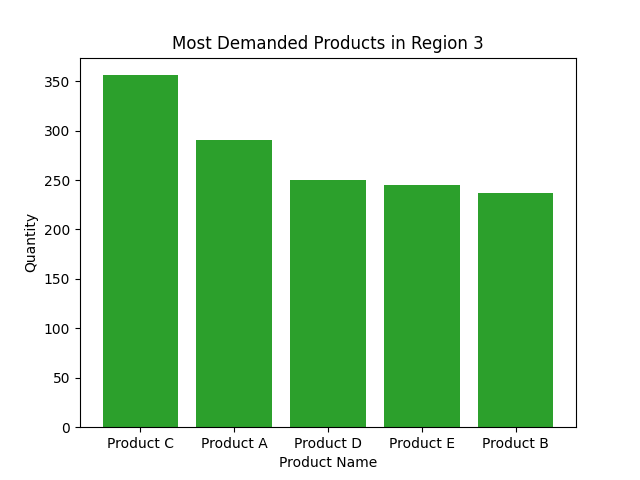 Most Demanded Products in Region 3
350
300
250
200
150
100
50
0
Quantity
Product C Product A Product D Product E Product B
Product Name